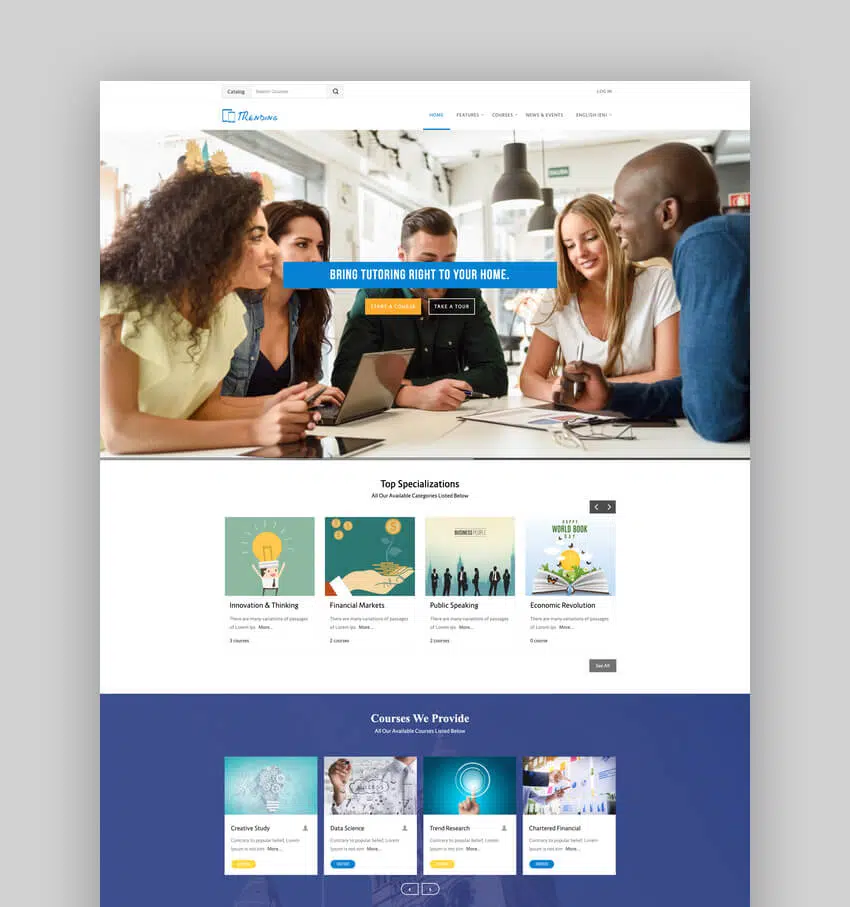 Catalog Search Courses
LOG IN
TRENDING
HOME FEATURES COURSES NEWS & EVENTS ENGLISH (EN)
SALIDA
BRING TUTORING RIGHT TO YOUR HOME.
START A COURSE TAKE A TOUR
Top Specializations
All Our Available Categories Listed Below
BUSINESS PEOPLE
HAPPY
WORLD BOOK
DAY
Innovation & Thinking Financial Markets Public Speaking Economic Revolution
There are many variations of passages There are many variations of passages There are many variations of passages There are many variations of passages
of Lorem Ips More... of Lorem Ips More... of Lorem Ips More... of Lorem Ips More...
3 courses 2 courses 2 courses 0 course
See All
Courses We Provide
All Our Available Courses Listed Below
Creative Study Data Science Trend Research Chartered Financial
Contrary to popular belief, Lorem Contrary to popular belief, Lorem Contrary to popular belief, Lorem Contrary to popular belief, Lorem
Ipsum is not sim More... Ipsum is not sim More... Ipsum is not sim More... Ipsum is not sim More...